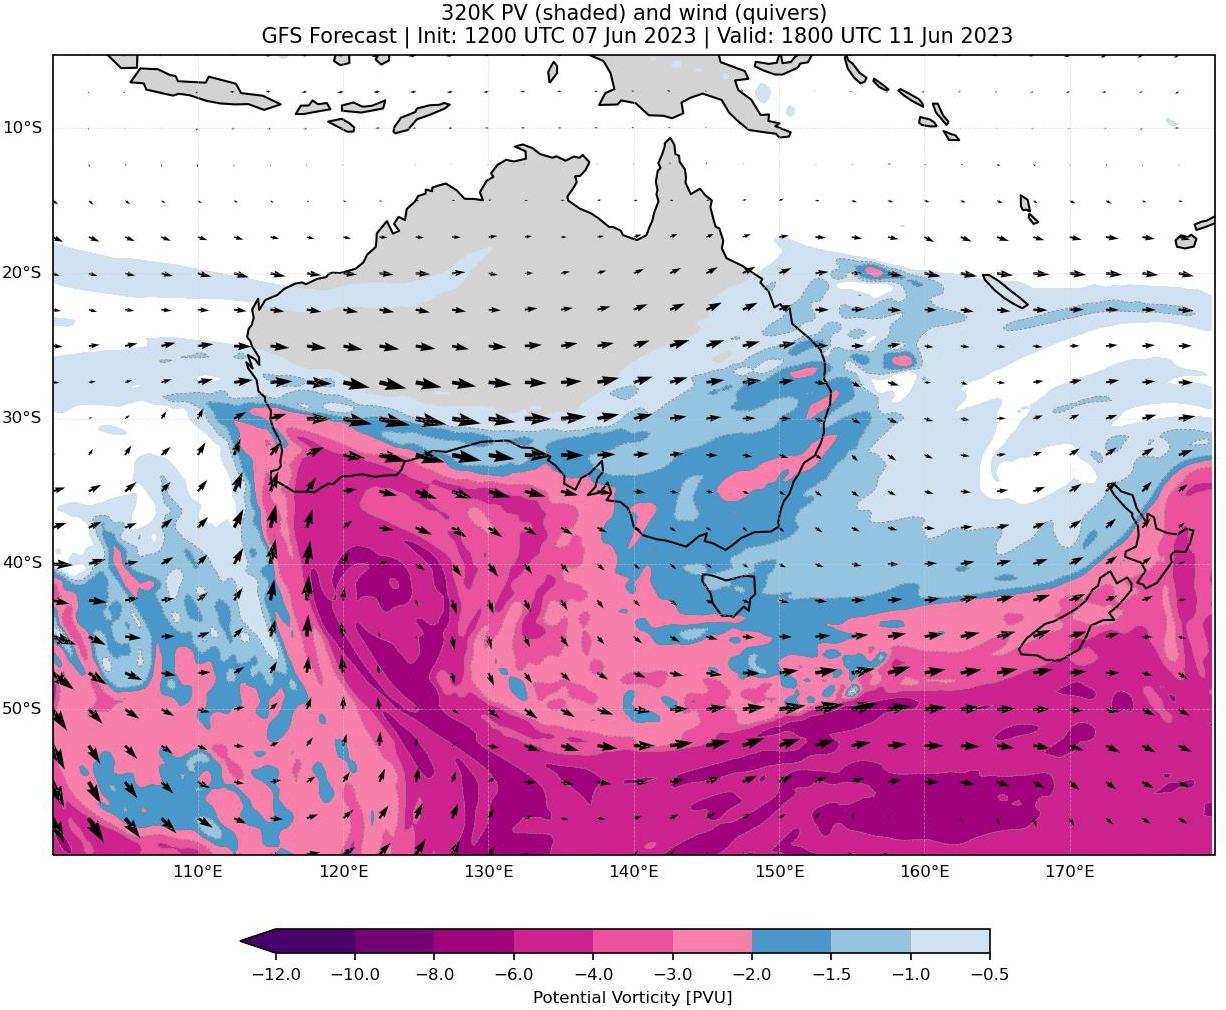 320K PV (shaded) and wind (quivers)
GFS Forecast | Init: 1200 UTC 07 Jun 2023 | Valid: 1800 UTC 11 Jun 2023
10°S
20°S
30°S
40°S
50°S
110°E 120°E 130°E 140°E 150°E 160°E 170°E
−12.0 −10.0 −8.0 −6.0 −4.0 −3.0 −2.0 −1.5 −1.0 −0.5
Potential Vorticity [PVU]